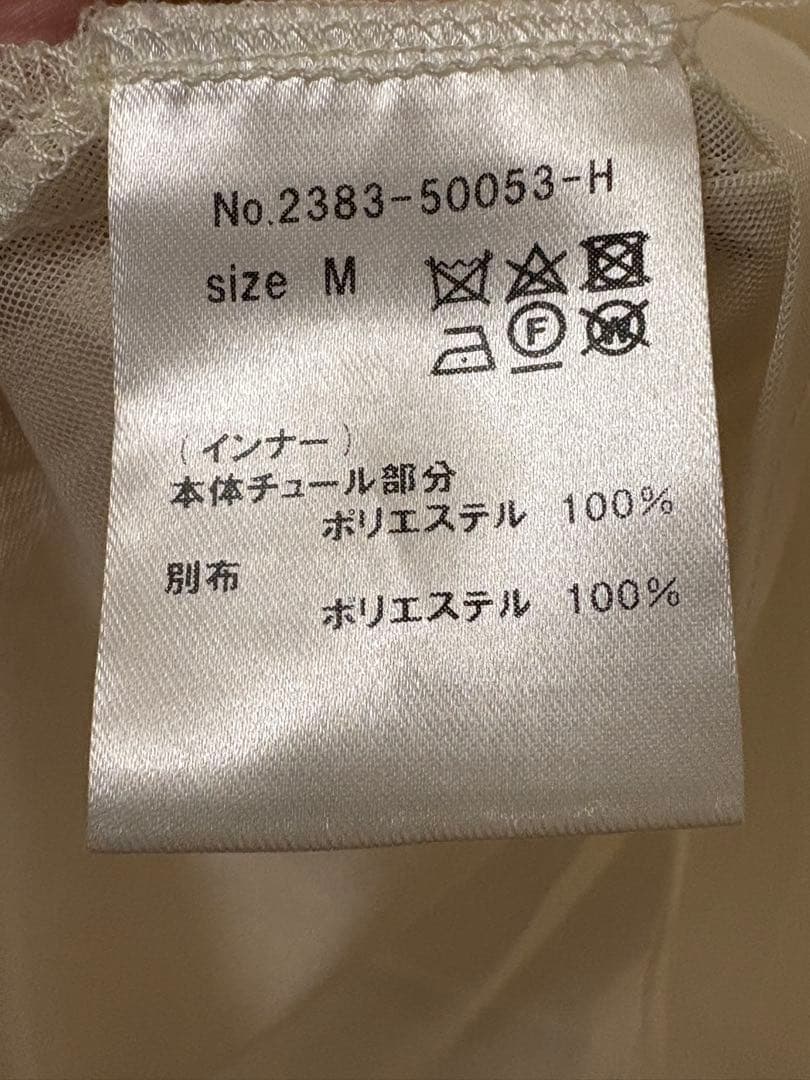 No.2383-50053-H
size M
F W
(インナー)
本体チュール部分
ポリエステル 100%
別布
ポリエステル 100%